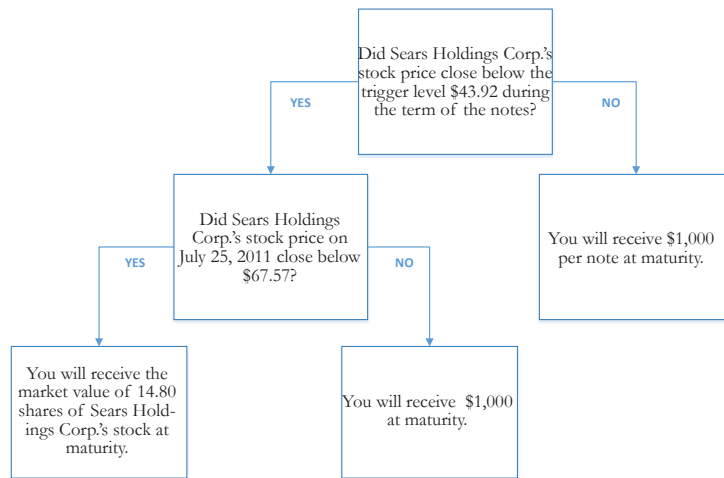 Did Sears Holdings Corp.'s
stock price close below the
trigger level $43.92 during
the term of the notes?
YES
NO
Did Sears Holdings
Corp.'s stock price on
July 25, 2011 close below
$67.57?
You will receive $1,000
per note at maturity.
YES
NO
You will receive the
market value of 14.80
shares of Sears Hold-
ings Corp.'s stock at
maturity.
You will receive $1,000
at maturity.